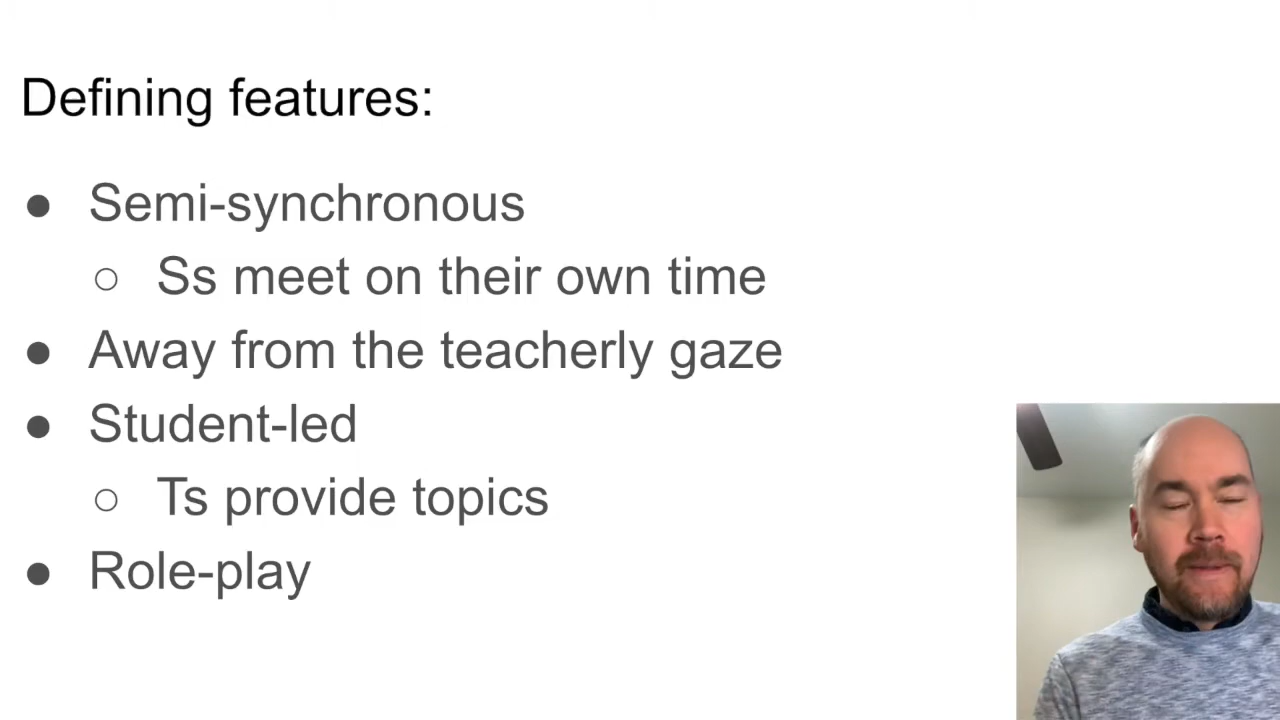 Defining features:
● Semi-synchronous
○ Ss meet on their own time
● Away from the teacherly gaze
● Student-led
○ Ts provide topics
● Role-play